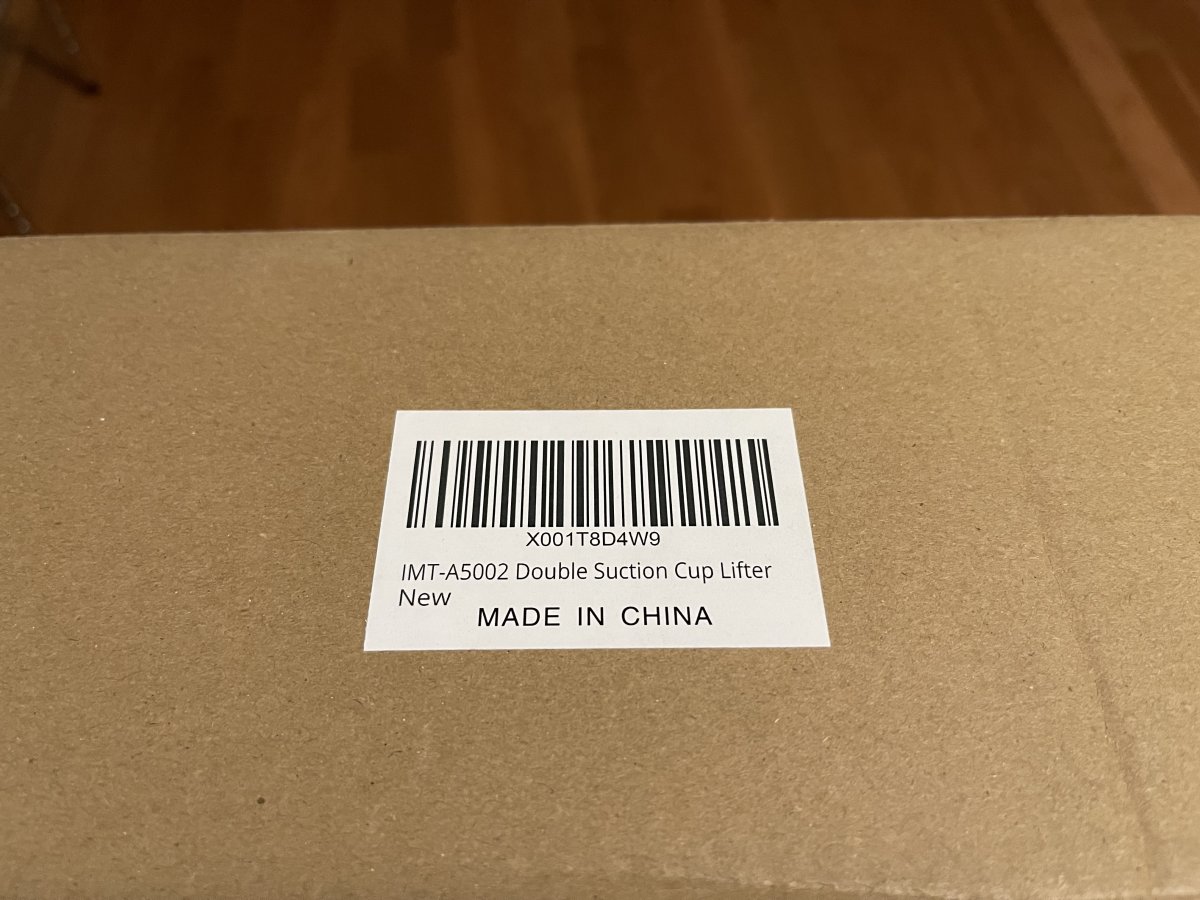 X001T8D4W9
IMT-A5002 Double Suction Cup Lifter
New
MADE IN CHINA